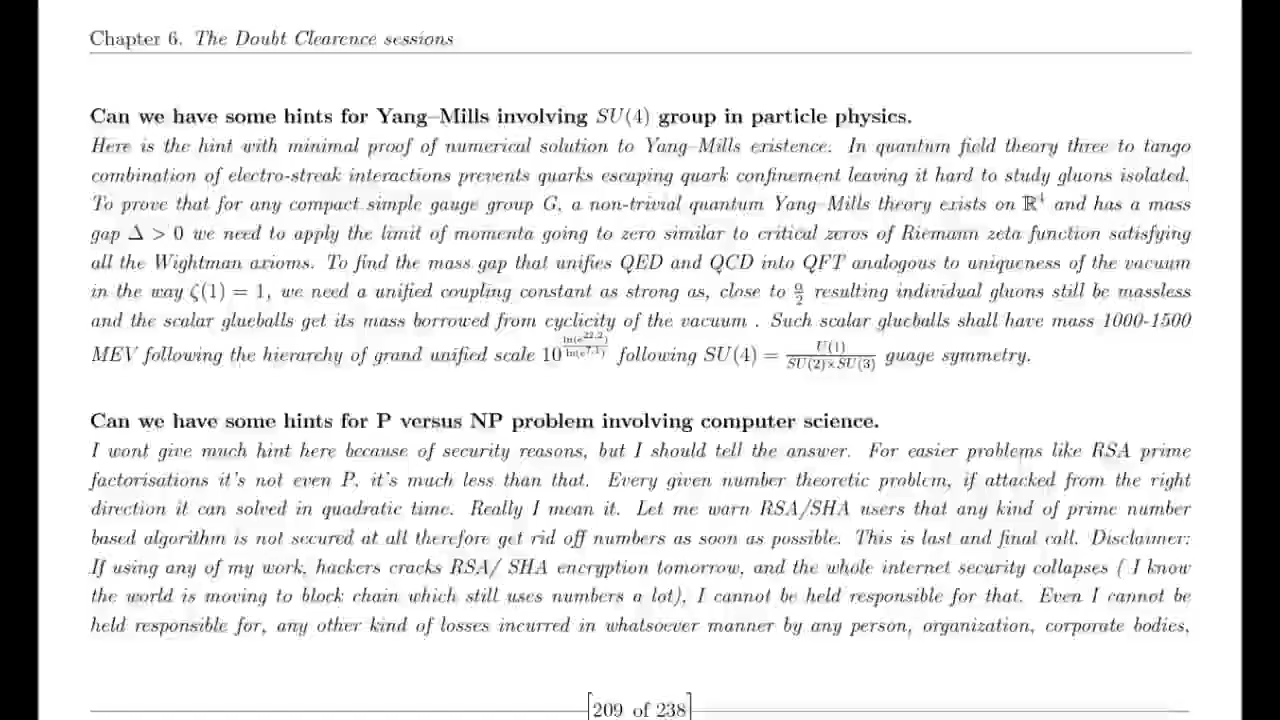 Chapter 6. The Doubt Clearence sessions
Can we have some hints for Yang–Mills involving SU(4) group in particle physics.
Here is the hint with minimal proof of numerical solution to Yang–Mills existence: In quantum field theory three to tango
combination of electro-streak interactions prevents quarks escaping quark confinement leaving it hard to study gluons isolated.
To prove that for any compact simple gauge group G, a non-trivial quantum Yang–Mills theory exists on ℝ⁴ and has a mass
gap Δ > 0 we need to apply the limit of momenta going to zero similar to critical zeros of Riemann zeta function satisfying
all the Wightman axioms. To find the mass gap that unifies QED and QCD into QFT analogous to uniqueness of the vacuum
in the way ζ(1) = 1, we need a unified coupling constant as strong as, close to α/2 resulting individual gluons still be massless
and the scalar glueballs get its mass borrowed from cyclicity of the vacuum . Such scalar glueballs shall have mass 1000-1500
MEV following the hierarchy of grand unified scale 10^(ln(e^22.2)/ln(e^7.1)) following SU(4) = U(1)/(SU(2)×SU(3)) guage symmetry.
Can we have some hints for P versus NP problem involving computer science.
I wont give much hint here because of security reasons, but I should tell the answer. For easier problems like RSA prime
factorisations it's not even P, it's much less than that. Every given number theoretic problem, if attacked from the right
direction it can solved in quadratic time. Really I mean it. Let me warn RSA/SHA users that any kind of prime number
based algorithm is not secured at all therefore get rid off numbers as soon as possible. This is last and final call. Disclaimer:
If using any of my work, hackers cracks RSA/ SHA encryption tomorrow, and the whole internet security collapses ( I know
the world is moving to block chain which still uses numbers a lot), I cannot be held responsible for that. Even I cannot be
held responsible for, any other kind of losses incurred in whatsoever manner by any person, organization, corporate bodies,
[209 of 238]